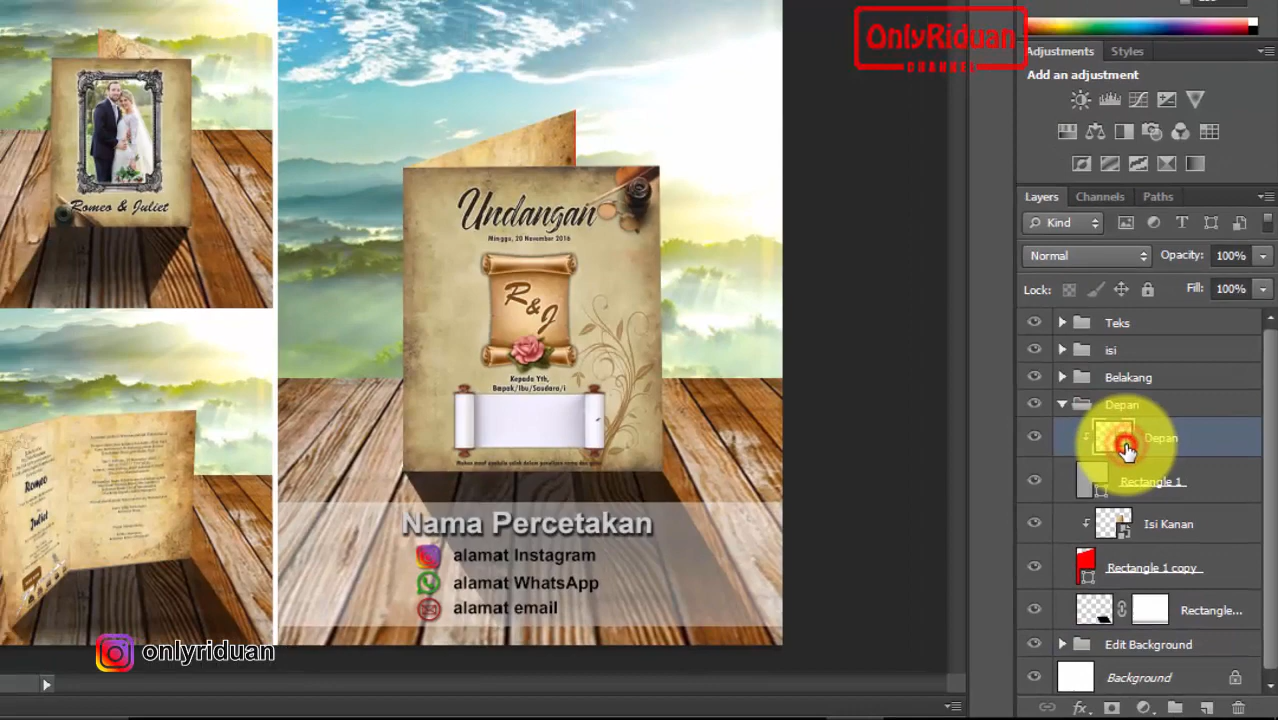 OnlyRiduan
CHANNEL
Adjustments
Styles
Add an adjustment
Layers
Channels
Paths
Kind
Normal
Opacity: 100%
Lock:
Fill: 100%
Teks
isi
Belakang
Depan
Depan
Rectangle 1
Isi Kanan
Rectangle 1 copy
Rectangle...
Edit Background
Background
fx
Romeo & Juliet
Undangan
Minggu, 20 November 2016
R & J
Kepada Yth,
Bapak/Ibu/Saudara/i
Romeo
Juliet
Nama Percetakan
alamat Instagram
alamat WhatsApp
alamat email
onlyriduan